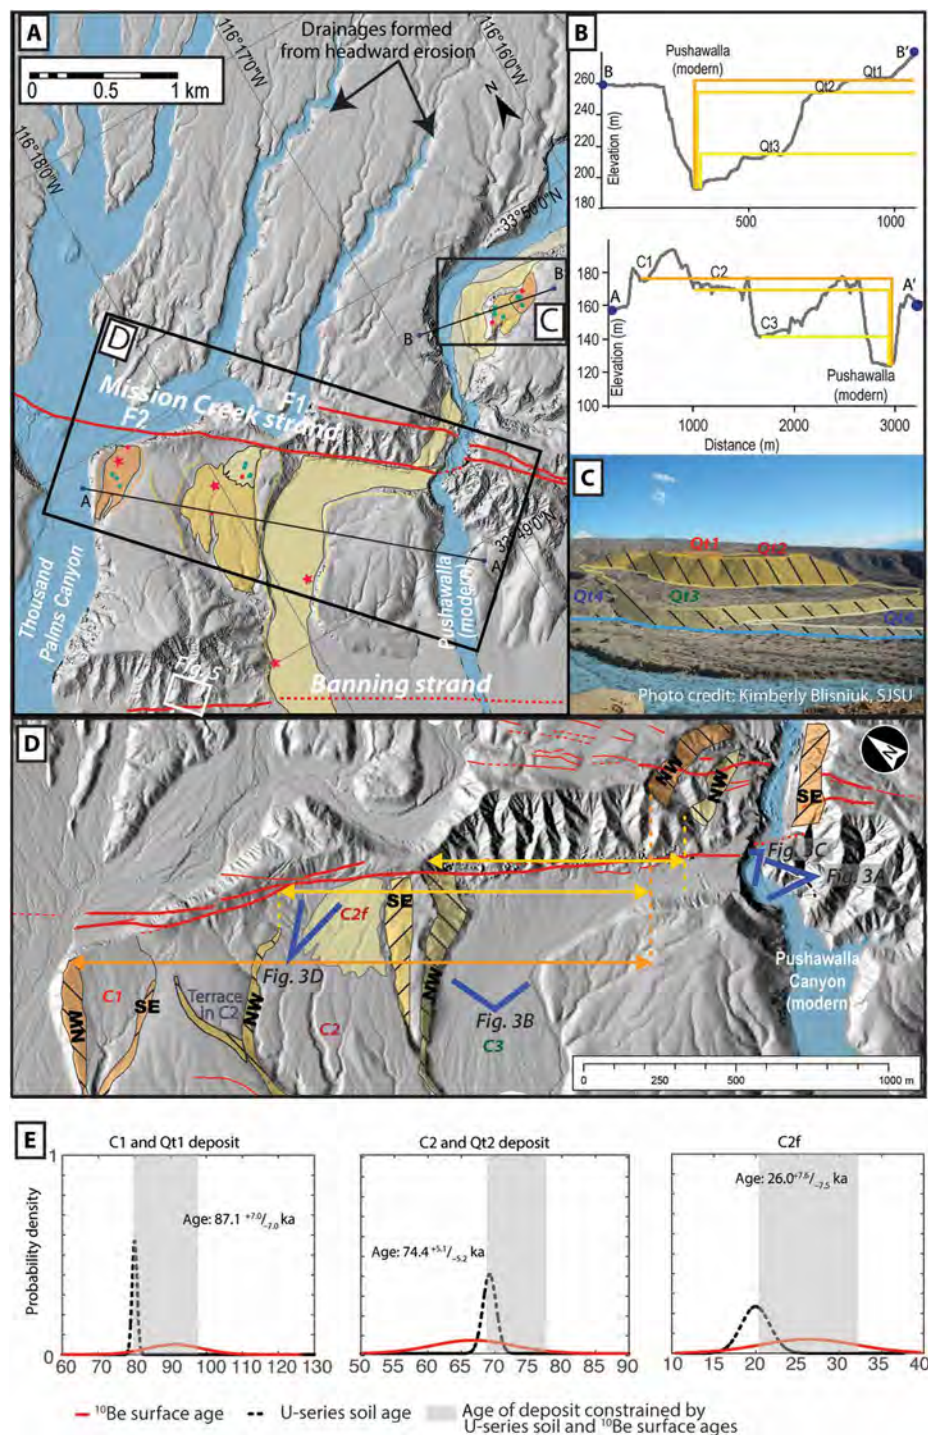 A
Drainages formed
from headward erosion
0 0.5 1 km
116°17'0"W
116°16'0"W
116°18'0"W
N
33°50'0"N
B'
B
C
D
Mission Creek strand
F1
F2
A
A'
33°49'0"N
Thousand
Palms Canyon
Pushawalla
(modern)
Fig. 5
Banning strand
B
Pushawalla
(modern)
B'
B
Qt1
Qt2
Qt3
Elevation (m)
260
240
220
200
180
500
1000
C1
C2
C3
A
A'
Pushawalla
(modern)
Elevation (m)
180
160
140
120
100
1000
2000
3000
Distance (m)
C
Qt1
Qt2
Qt4
Qt3
Photo credit: Kimberly Blisniuk, SJSU
D
N
NW
NW
SE
Fig. 3A
C2f
SE
Fig. 3D
NW
NW
C1
SE
NW
Terrace
in C2
C2
Fig. 3B
C3
Pushawalla
Canyon
(modern)
0 250 500 750 1000 m
E
C1 and Qt1 deposit
C2 and Qt2 deposit
C2f
Probability density
1
0
Age: 87.1 +7.0/-7.0 ka
Age: 74.4 +5.1/-5.2 ka
Age: 26.0+7.6/-7.5 ka
60 70 80 90 100 110 120 130
50 55 60 65 70 75 80 85 90
10 20 30 40
10Be surface age
U-series soil age
Age of deposit constrained by
U-series soil and 10Be surface ages